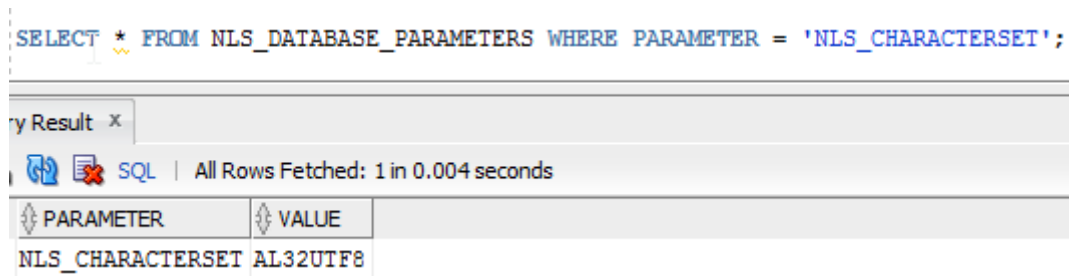 SELECT * FROM NLS_DATABASE_PARAMETERS WHERE PARAMETER = 'NLS_CHARACTERSET';
ry Result x
SQL | All Rows Fetched: 1 in 0.004 seconds
PARAMETER VALUE
NLS_CHARACTERSET AL32UTF8